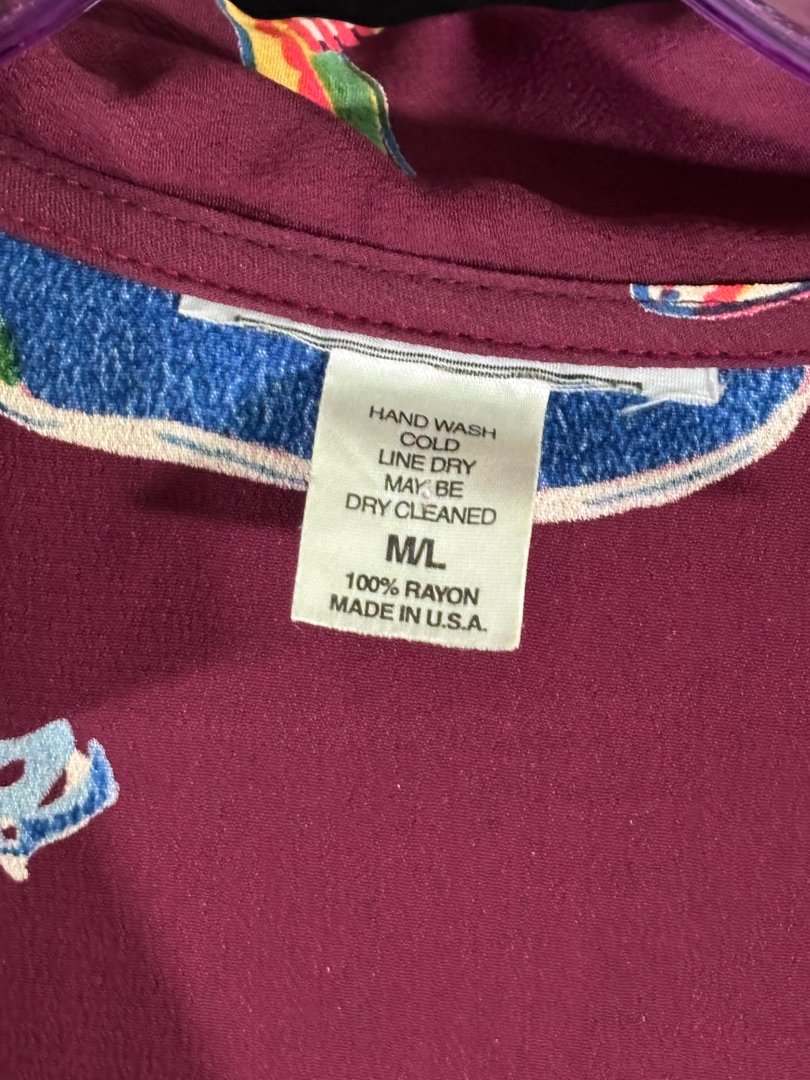 HAND WASH
COLD
LINE DRY
MAY BE
DRY CLEANED
M/L
100% RAYON
MADE IN U.S.A.